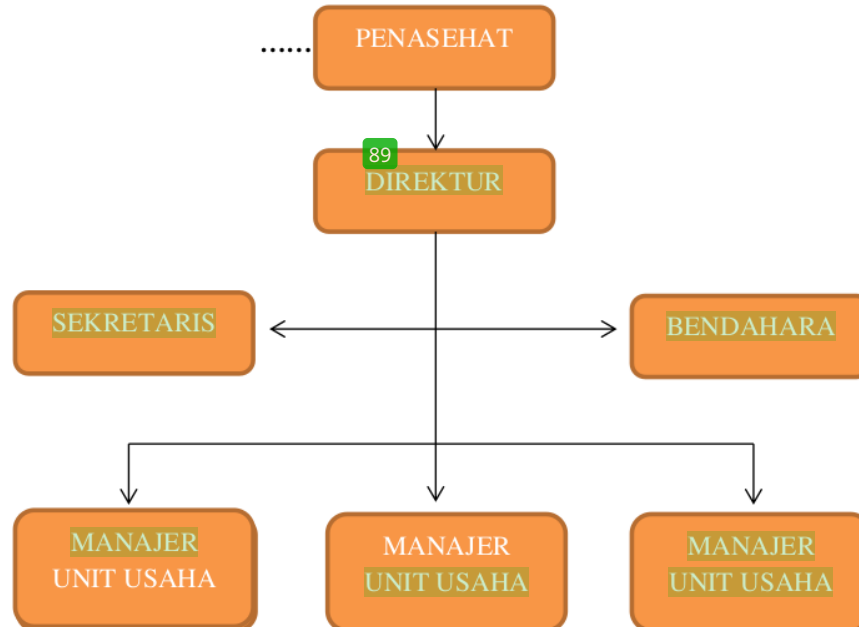 ...... PENASEHAT
89
DIREKTUR
SEKRETARIS
BENDAHARA
MANAJER
UNIT USAHA
MANAJER
UNIT USAHA
MANAJER
UNIT USAHA